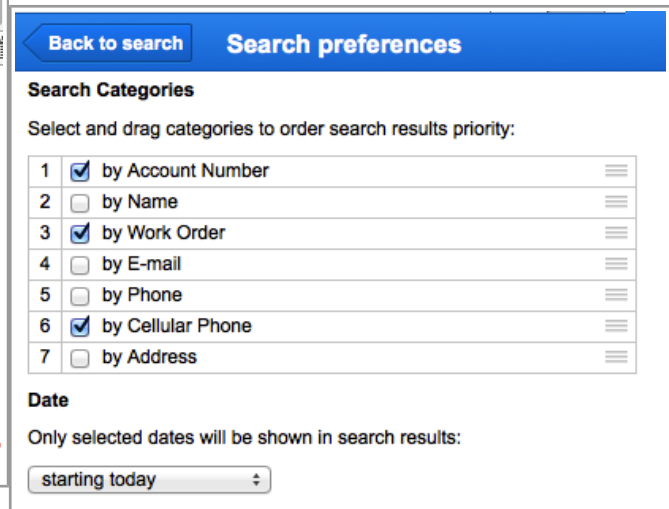 Back to search Search preferences
Search Categories
Select and drag categories to order search results priority:
1 by Account Number
2 by Name
3 by Work Order
4 by E-mail
5 by Phone
6 by Cellular Phone
7 by Address
Date
Only selected dates will be shown in search results:
starting today